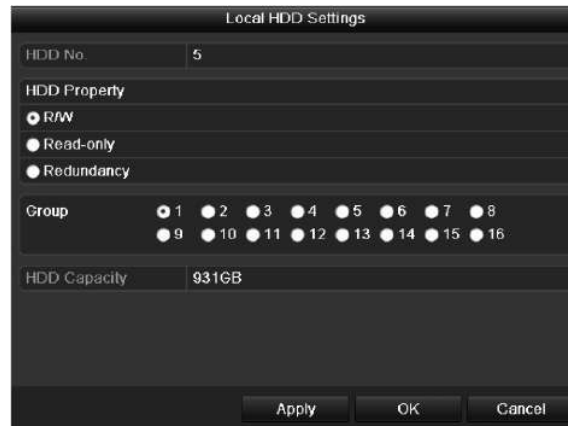 Local HDD Settings
HDD No. 5
HDD Property
R/W
Read-only
Redundancy
Group 1 2 3 4 5 6 7 8
9 10 11 12 13 14 15 16
HDD Capacity 931GB
Apply OK Cancel